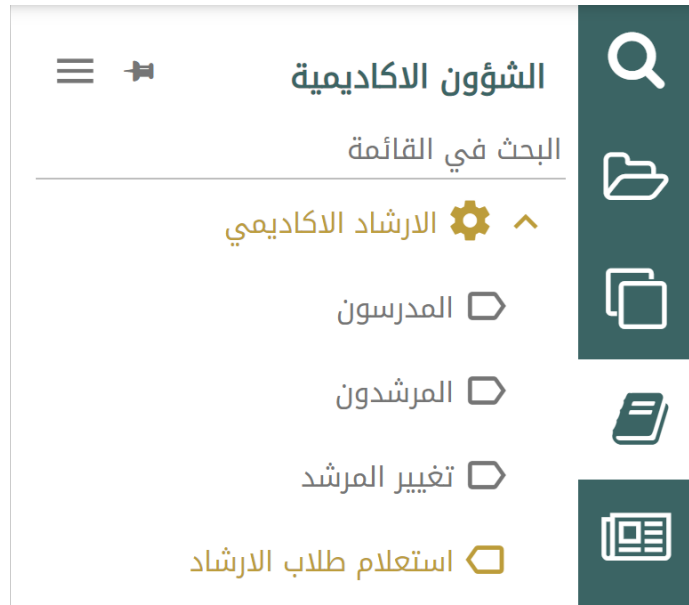 الشؤون الاكاديمية
البحث في القائمة
الارشاد الاكاديمي
المدرسون
المرشدون
تغيير المرشد
استعلام طلاب الارشاد